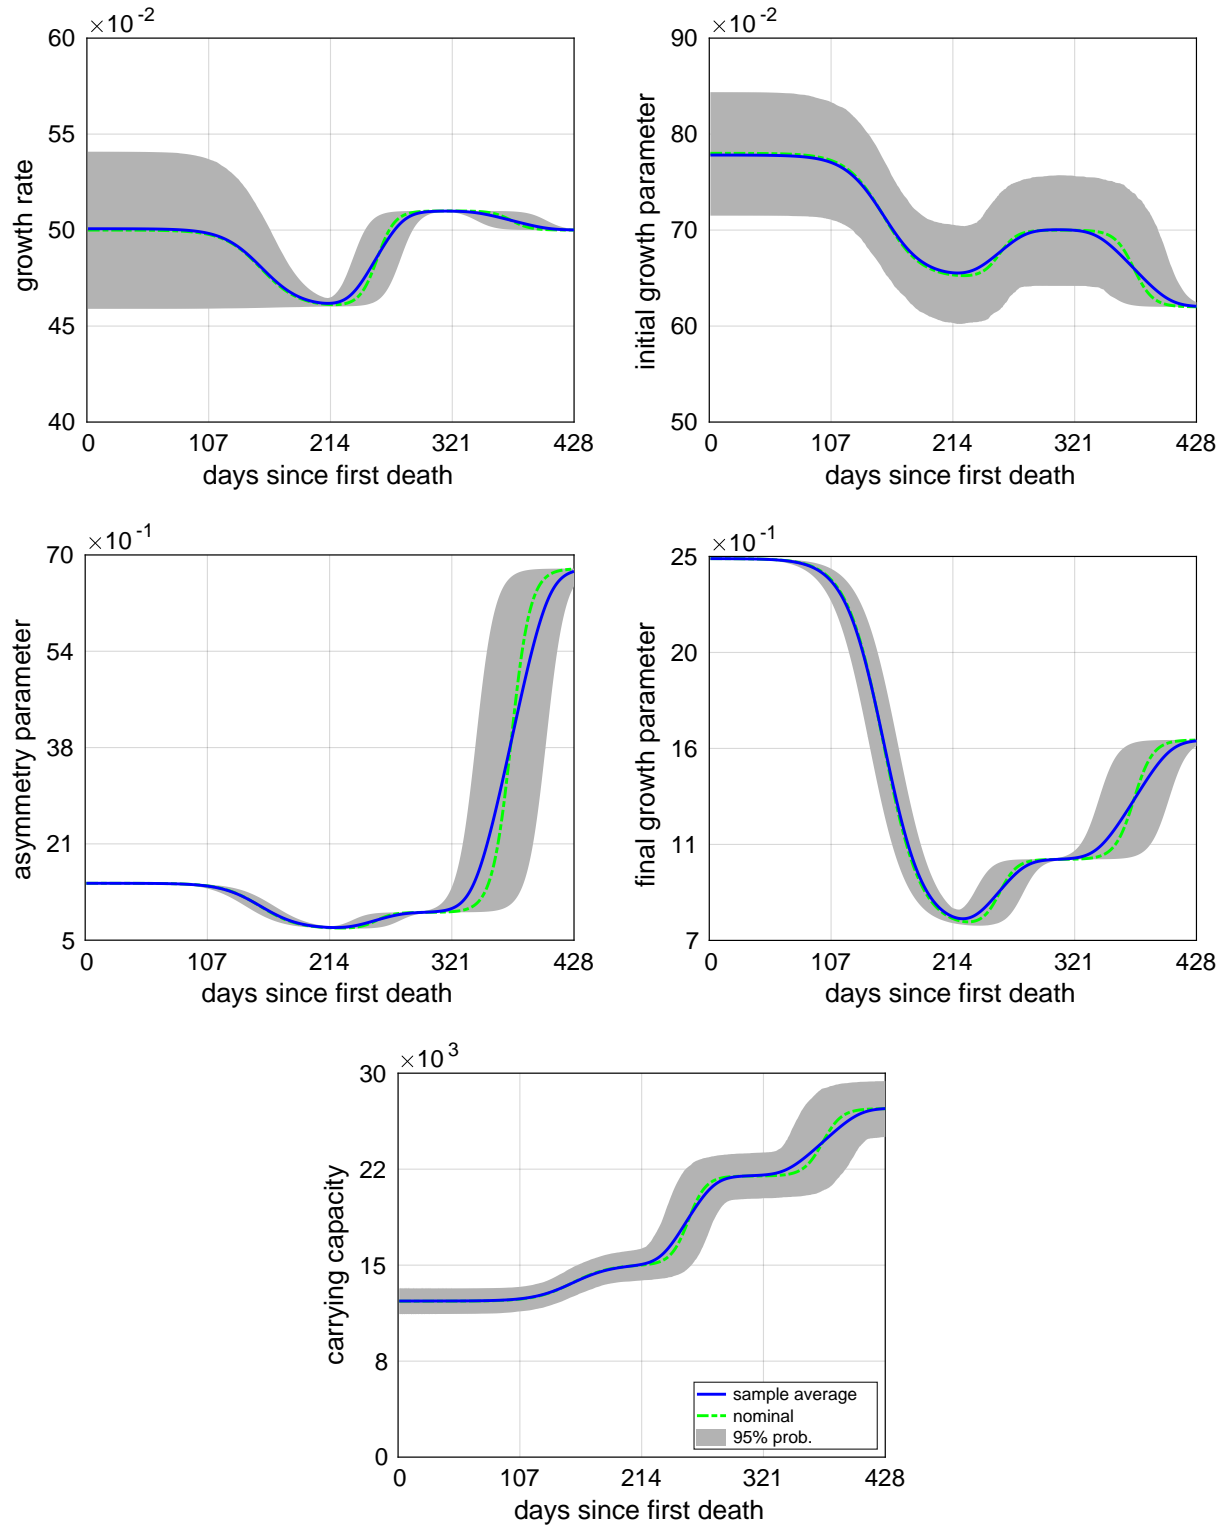 ×10⁻²
60
55
50
45
40
growth rate
0 107 214 321 428
days since first death
×10⁻²
90
80
70
60
50
initial growth parameter
0 107 214 321 428
days since first death
×10⁻¹
70
54
38
21
5
asymmetry parameter
0 107 214 321 428
days since first death
×10⁻¹
25
20
16
11
7
final growth parameter
0 107 214 321 428
days since first death
×10³
30
22
15
8
0
carrying capacity
sample average
nominal
95% prob.
0 107 214 321 428
days since first death